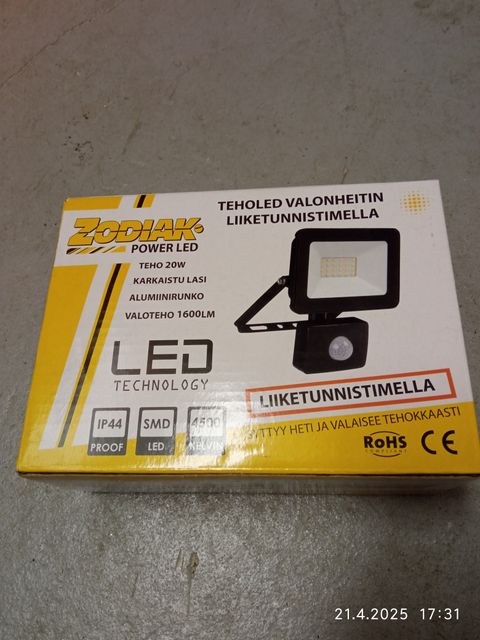 TEHOLED VALONHEITIN
LIIKETUNNISTIMELLA
ZODIAK
POWER LED
TEHO 20W
KARKAISTU LASI
ALUMIINIRUNKO
VALOTEHO 1600LM
LED
TECHNOLOGY
LIIKETUNNISTIMELLA
SYTTYY HETI JA VALAISEE TEHOKKAASTI
IP44
PROOF
SMD
LED
4500
KELVIN
RoHS
COMPLIANT
CE
21.4.2025 17:31